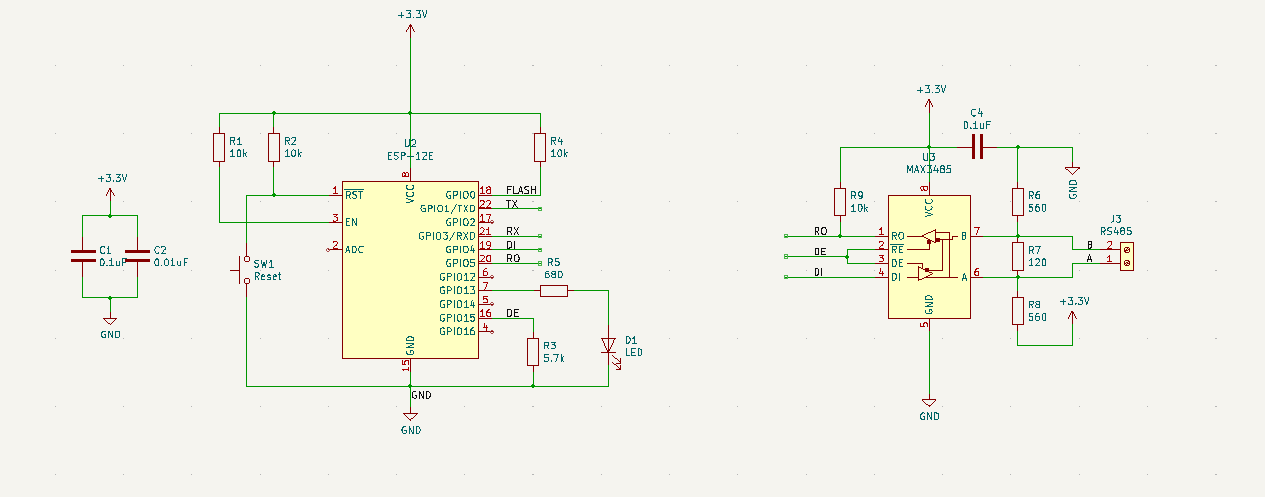 +3.3V
R1
10k
R2
10k
U2
ESP-12E
R4
10k
8
VCC
1
RST
3
EN
2
ADC
GPIO0
18
FLASH
GPIO1/TXD
22
TX
GPIO2
17
GPIO3/RXD
21
RX
GPIO4
19
DI
GPIO5
20
RO
GPIO12
6
GPIO13
7
GPIO14
5
GPIO15
16
DE
GPIO16
4
GND
15
R5
680
R3
5.7k
D1
LED
GND
GND
SW1
Reset
+3.3V
C1
0.1uF
C2
0.01uF
GND
+3.3V
C4
0.1uF
GND
U3
MAX3485
8
VCC
R9
10k
RO
1
RO
2
RE
DE
3
DE
DI
4
DI
B
7
A
6
GND
5
GND
R6
560
R7
120
R8
560
+3.3V
J3
RS485
B
2
A
1